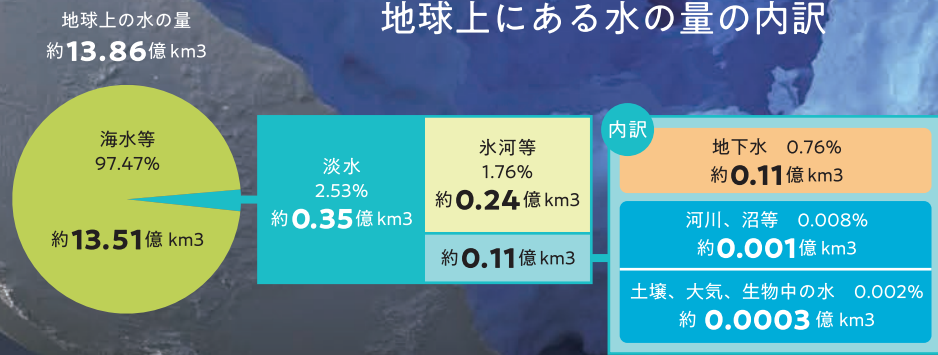 地球上にある水の量の内訳
地球上の水の量
約13.86億km3
海水等
97.47%
約13.51億km3
淡水
2.53%
約0.35億km3
氷河等
1.76%
約0.24億km3
約0.11億km3
内訳
地下水 0.76%
約0.11億km3
河川、沼等 0.008%
約0.001億km3
土壌、大気、生物中の水 0.002%
約 0.0003 億km3